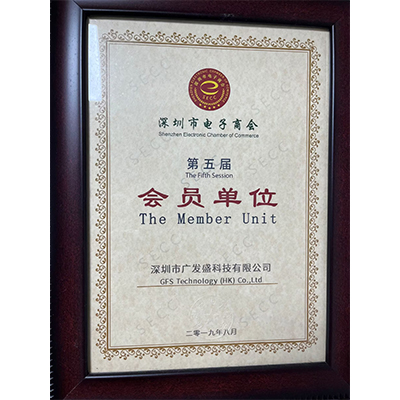 SECC
深圳市电子商会
Shenzhen Electronic Chamber of Commerce
第五届
The Fifth Session
会员单位
The Member Unit
深圳市广发盛科技有限公司
GFS Technology (HK) Co.,Ltd
二零一九年八月